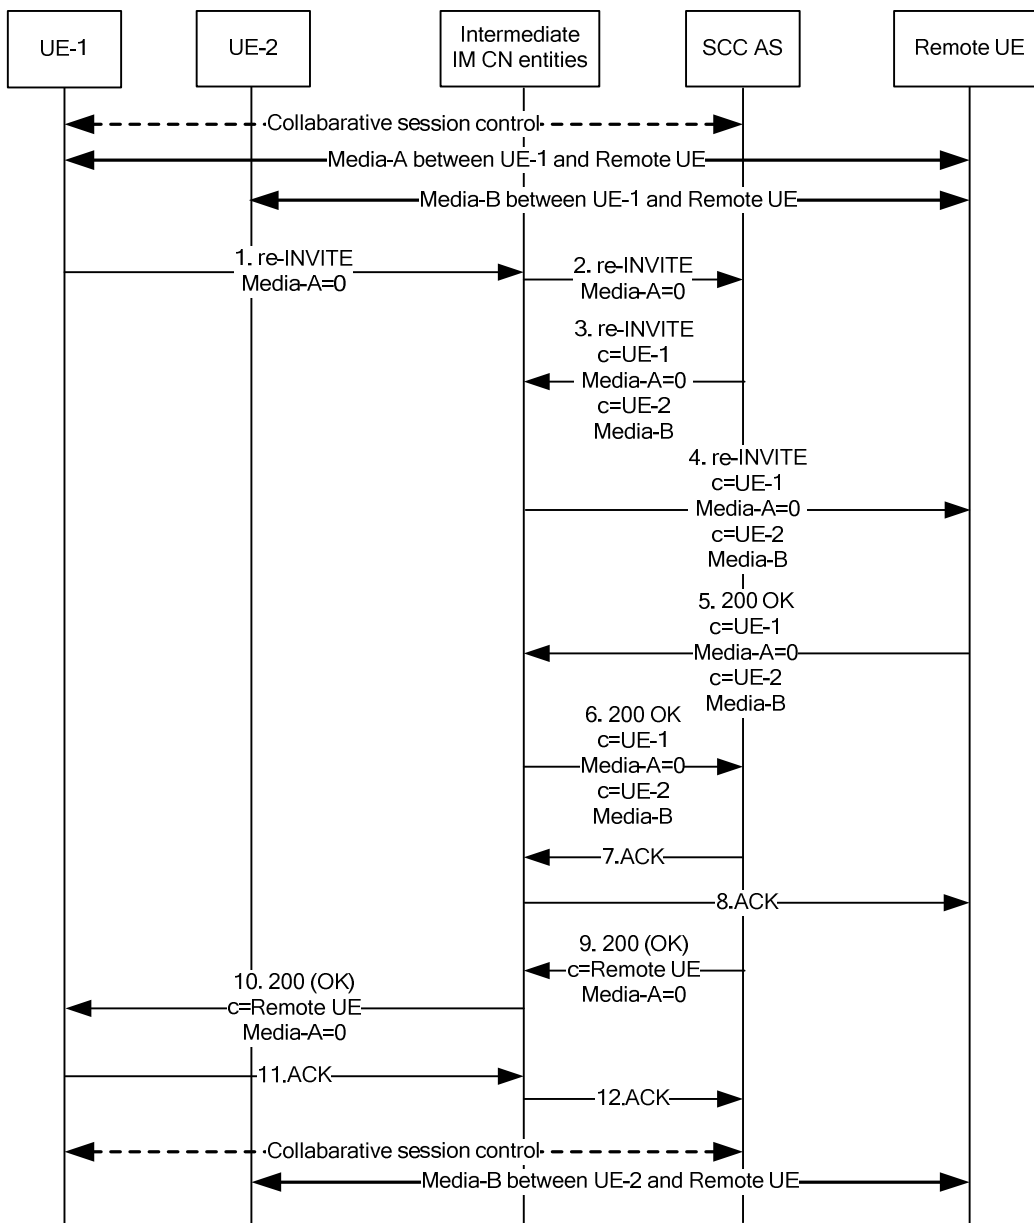 UE-1
UE-2
Intermediate
IM CN entities
SCC AS
Remote UE
Collabarative session control
Media-A between UE-1 and Remote UE
Media-B between UE-1 and Remote UE
1. re-INVITE
Media-A=0
2. re-INVITE
Media-A=0
3. re-INVITE
c=UE-1
Media-A=0
c=UE-2
Media-B
4. re-INVITE
c=UE-1
Media-A=0
c=UE-2
Media-B
5. 200 OK
c=UE-1
Media-A=0
c=UE-2
Media-B
6. 200 OK
c=UE-1
Media-A=0
c=UE-2
Media-B
7.ACK
8.ACK
9. 200 (OK)
c=Remote UE
Media-A=0
10. 200 (OK)
c=Remote UE
Media-A=0
11.ACK
12.ACK
Collabarative session control
Media-B between UE-2 and Remote UE